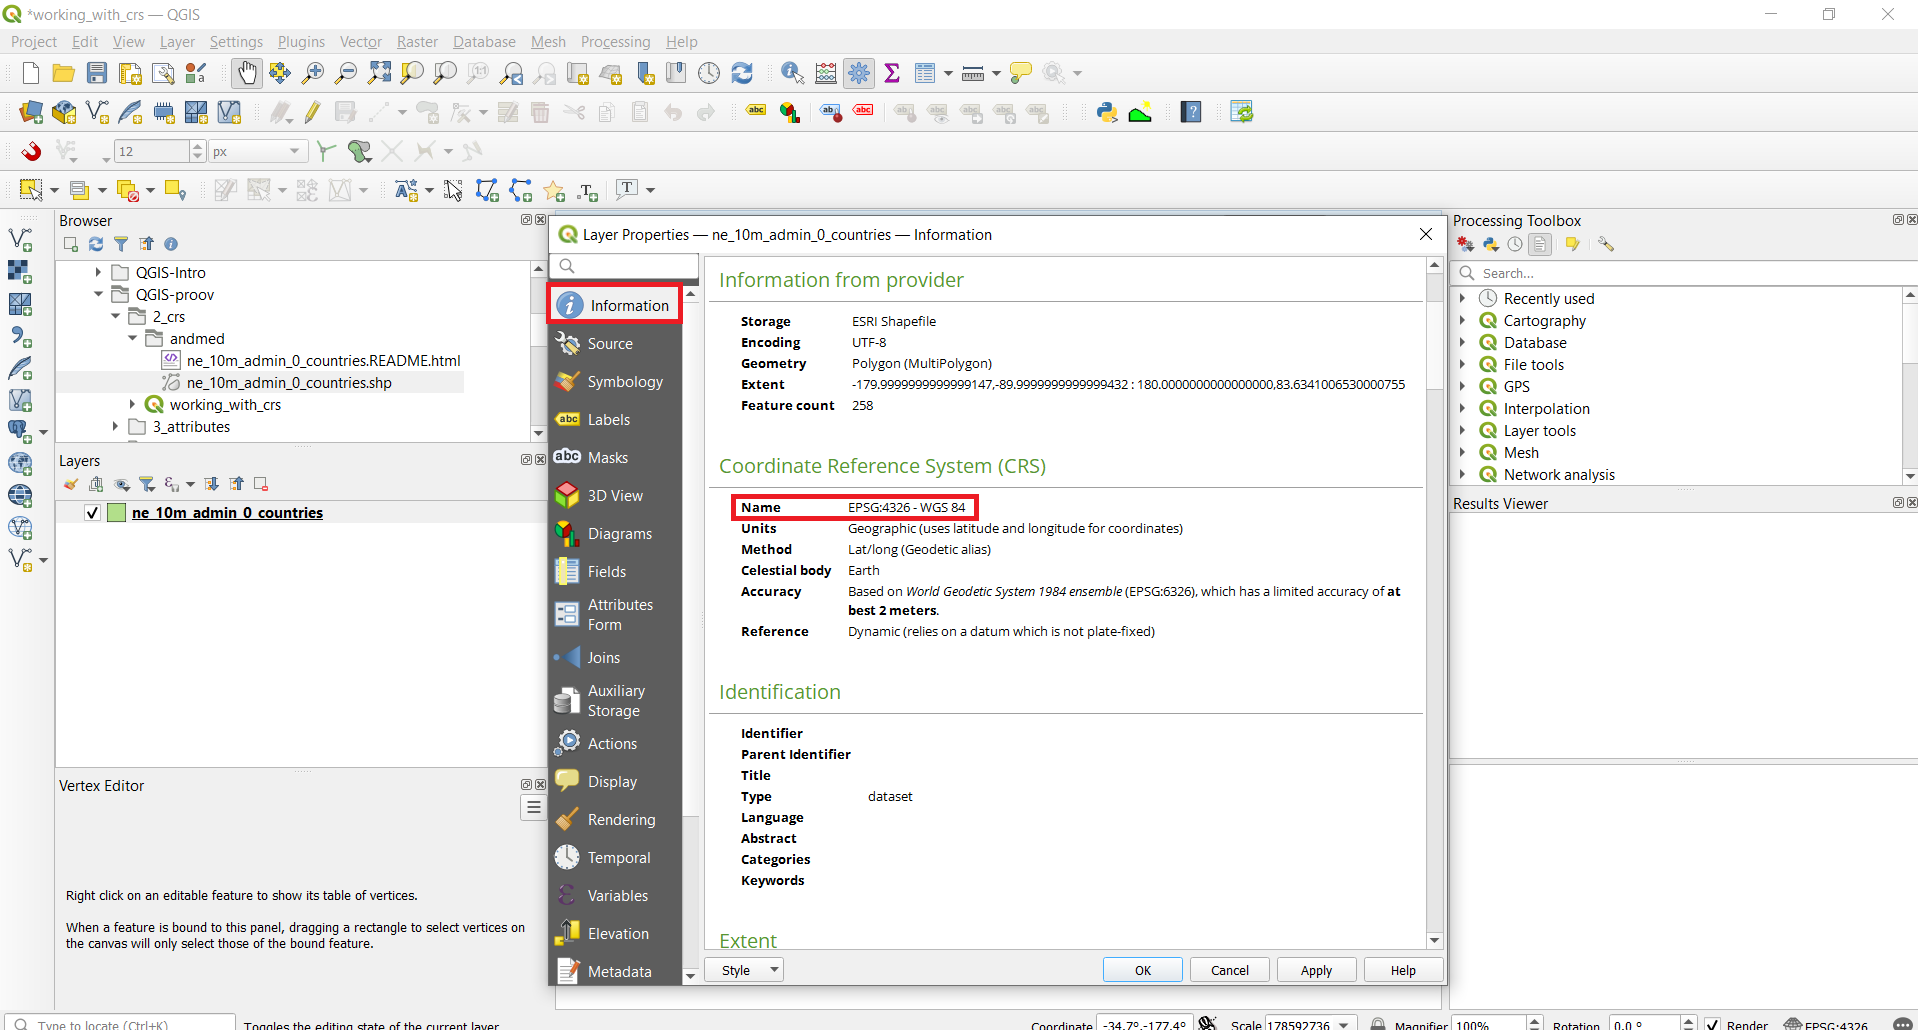 *working_with_crs — QGIS
Project Edit View Layer Settings Plugins Vector Raster Database Mesh Processing Help
12 px
Browser
QGIS-Intro
QGIS-proov
2_crs
andmed
ne_10m_admin_0_countries.README.html
ne_10m_admin_0_countries.shp
working_with_crs
3_attributes
Layers
ne_10m_admin_0_countries
Vertex Editor
Right click on an editable feature to show its table of vertices.
When a feature is bound to this panel, dragging a rectangle to select vertices on
the canvas will only select those of the bound feature.
Layer Properties — ne_10m_admin_0_countries — Information
Information
Source
Symbology
Labels
Masks
3D View
Diagrams
Fields
Attributes
Form
Joins
Auxiliary
Storage
Actions
Display
Rendering
Temporal
Variables
Elevation
Metadata
Information from provider
Storage ESRI Shapefile
Encoding UTF-8
Geometry Polygon (MultiPolygon)
Extent -179.9999999999999147,-89.9999999999999432 : 180.0000000000000000,83.6341006530000755
Feature count 258
Coordinate Reference System (CRS)
Name EPSG:4326 - WGS 84
Units Geographic (uses latitude and longitude for coordinates)
Method Lat/long (Geodetic alias)
Celestial body Earth
Accuracy Based on World Geodetic System 1984 ensemble (EPSG:6326), which has a limited accuracy of at
best 2 meters.
Reference Dynamic (relies on a datum which is not plate-fixed)
Identification
Identifier
Parent Identifier
Title
Type dataset
Language
Abstract
Categories
Keywords
Extent
Style OK Cancel Apply Help
Processing Toolbox
Search...
Recently used
Cartography
Database
File tools
GPS
Interpolation
Layer tools
Mesh
Network analysis
Results Viewer
Type to locate (Ctrl+K) Toggles the editing state of the current layer Coordinate -34.7°,-177.4° Scale 178592736 Magnifier 100% Rotation 0.0 ° Render EPSG:4326